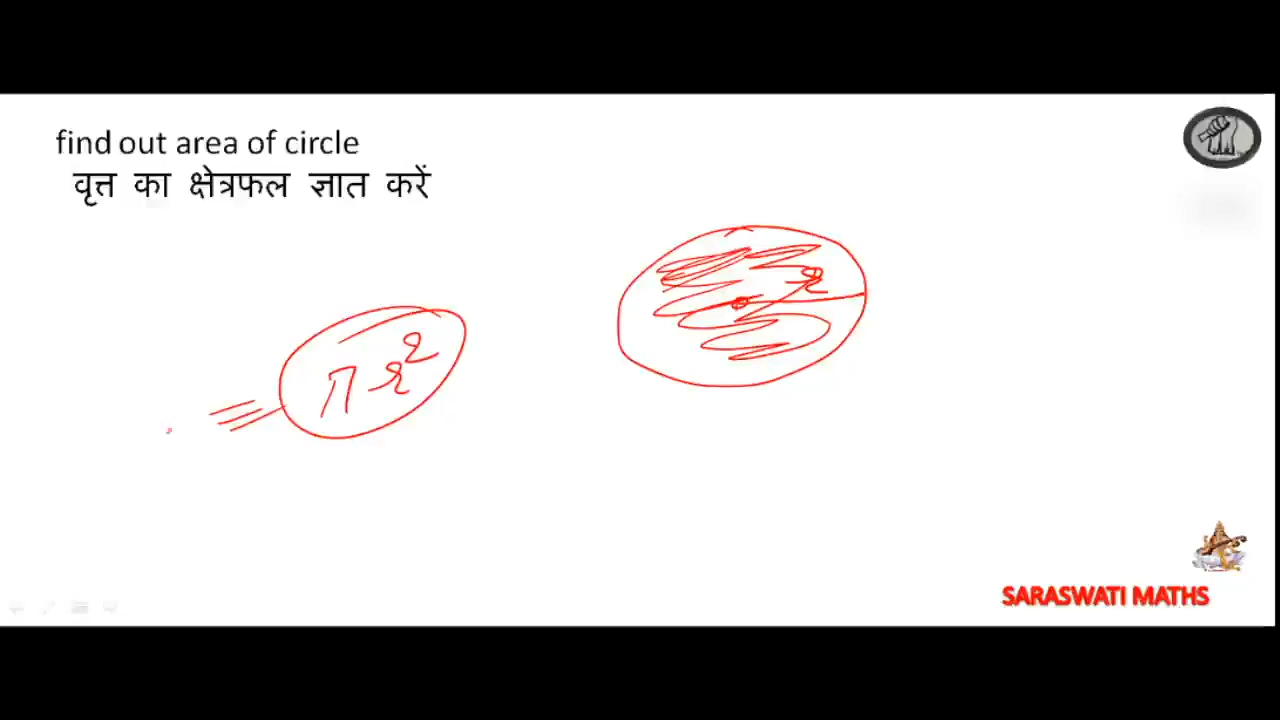 find out area of circle
वृत्त का क्षेत्रफल ज्ञात करें
r
= πr²
SARASWATI MATHS